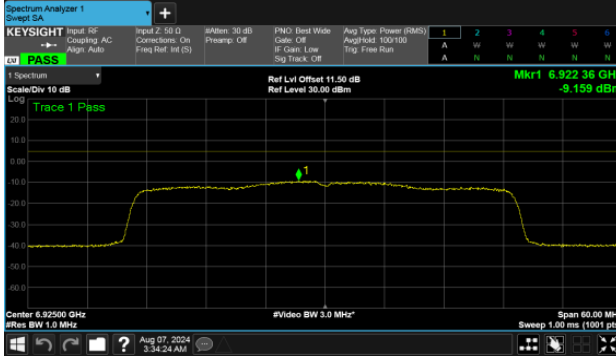 Spectrum Analyzer 1
Swept SA
+
KEYSIGHT Input: RF Input Z: 50 Ω #Atten: 30 dB PNO: Best Wide Avg Type: Power (RMS) 1 2 3 4 5 6
Coupling: AC Corrections: On Preamp: Off Gate: Off Avg|Hold: 100/100 A W W W W W
Align: Auto Freq Ref: Int (S) IF Gain: Low Trig: Free Run
Sig Track: Off A N N N N N
LXI PASS
1 Spectrum Ref Lvl Offset 11.50 dB Mkr1 6.922 36 GH
Scale/Div 10 dB Ref Level 30.00 dBm -9.159 dBr
Log
Trace 1 Pass
20.0
10.0
0.00
1
-10.0
-20.0
-30.0
-40.0
-50.0
-60.0
Center 6.92500 GHz #Video BW 3.0 MHz* Span 60.00 MH
#Res BW 1.0 MHz Sweep 1.00 ms (1001 pts
? Aug 07, 2024
3:34:24 AM